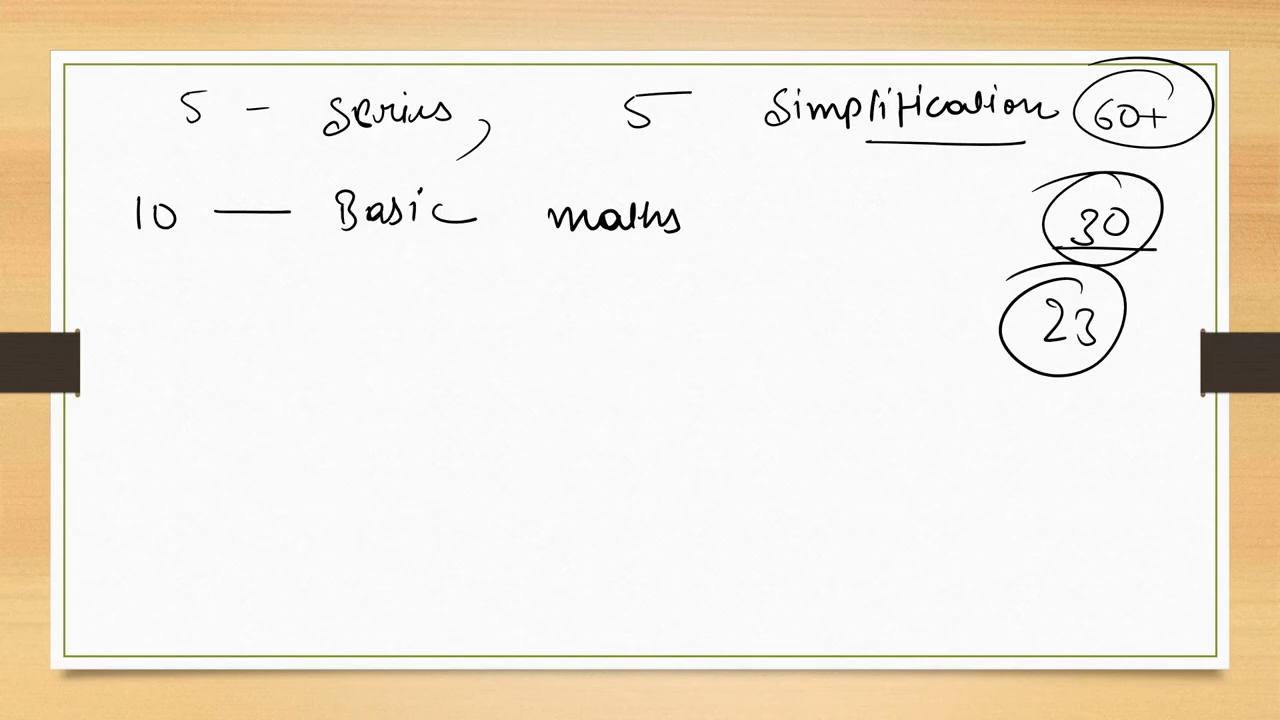 5 - Series, 5 Simplification 60+
10 — Basic maths 30
23